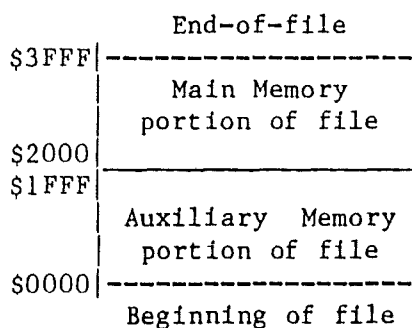 End-of-file
$3FFF
Main Memory
portion of file
$2000
$1FFF
Auxiliary Memory
portion of file
$0000
Beginning of file